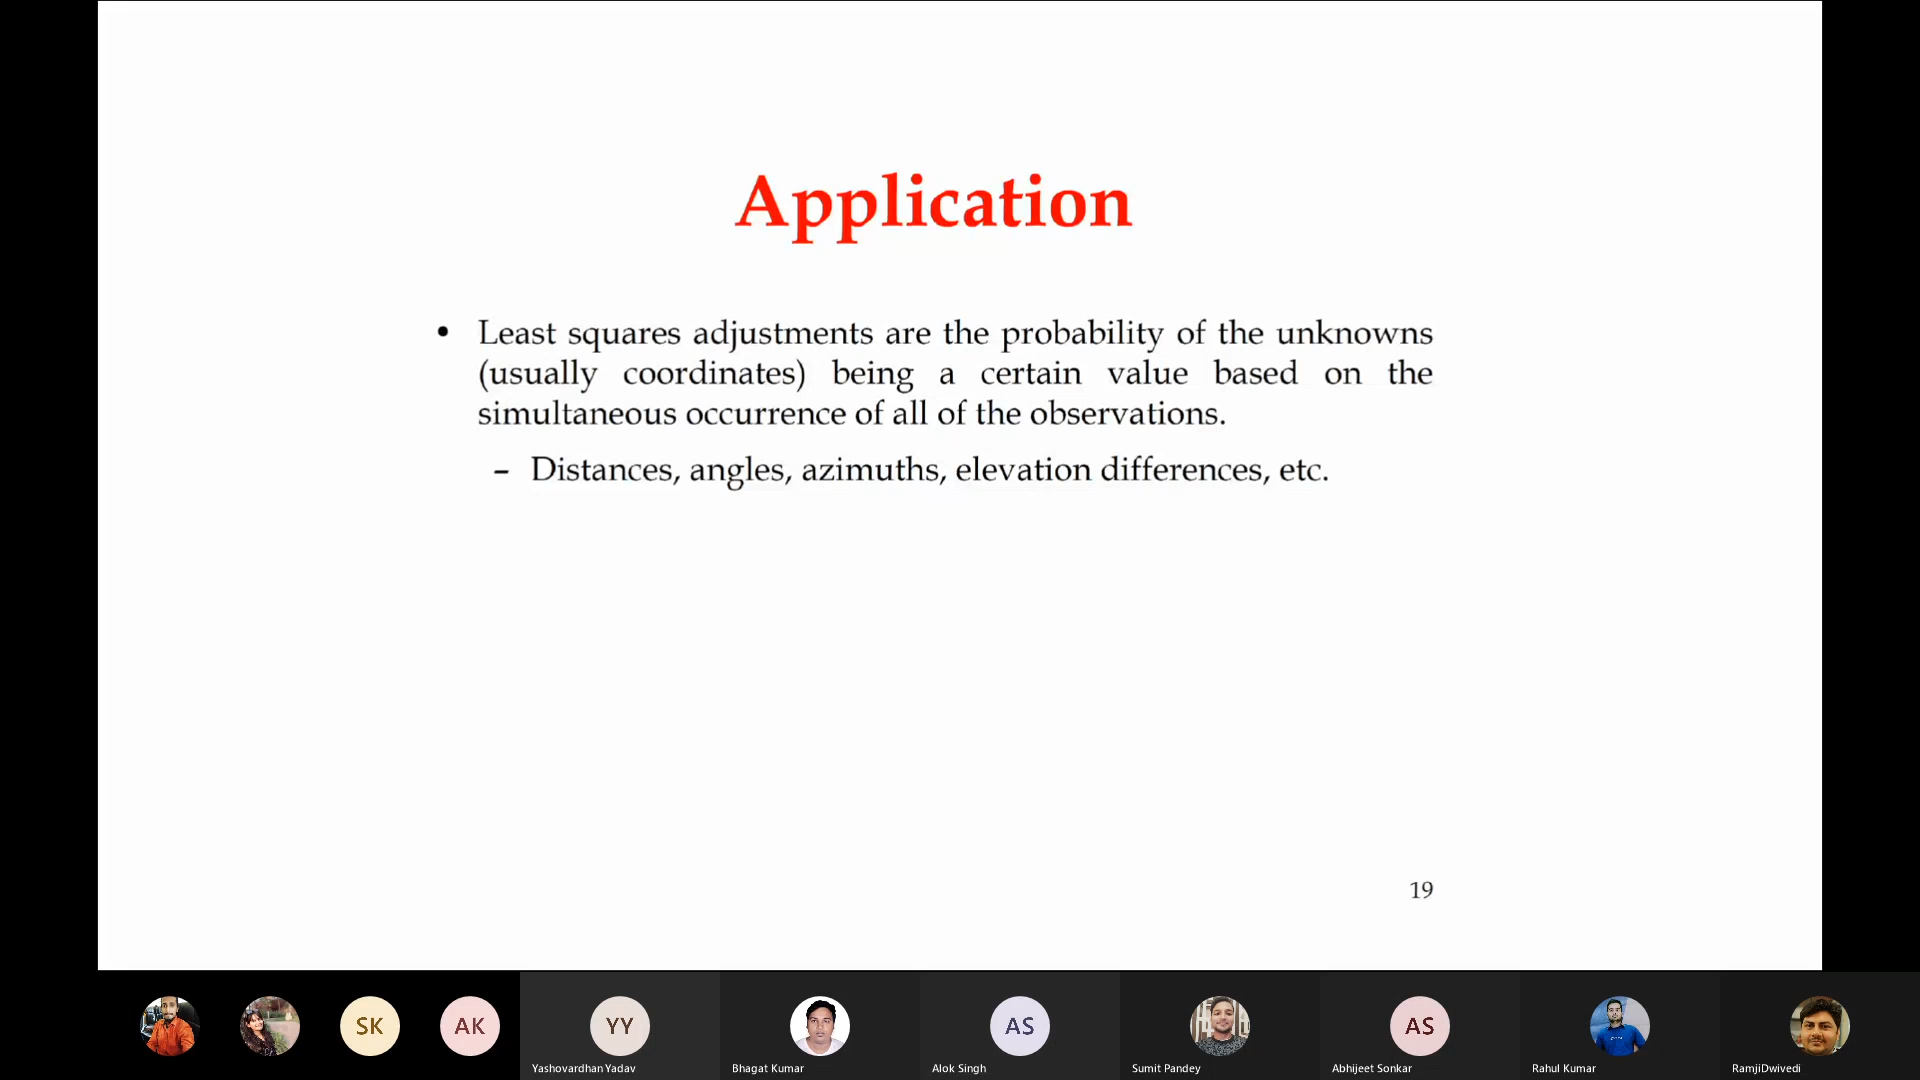 Application
• Least squares adjustments are the probability of the unknowns
(usually coordinates) being a certain value based on the
simultaneous occurrence of all of the observations.
– Distances, angles, azimuths, elevation differences, etc.
19
SK
AK
YY
AS
AS
Yashovardhan Yadav
Bhagat Kumar
Alok Singh
Sumit Pandey
Abhijeet Sonkar
Rahul Kumar
RamjiDwivedi